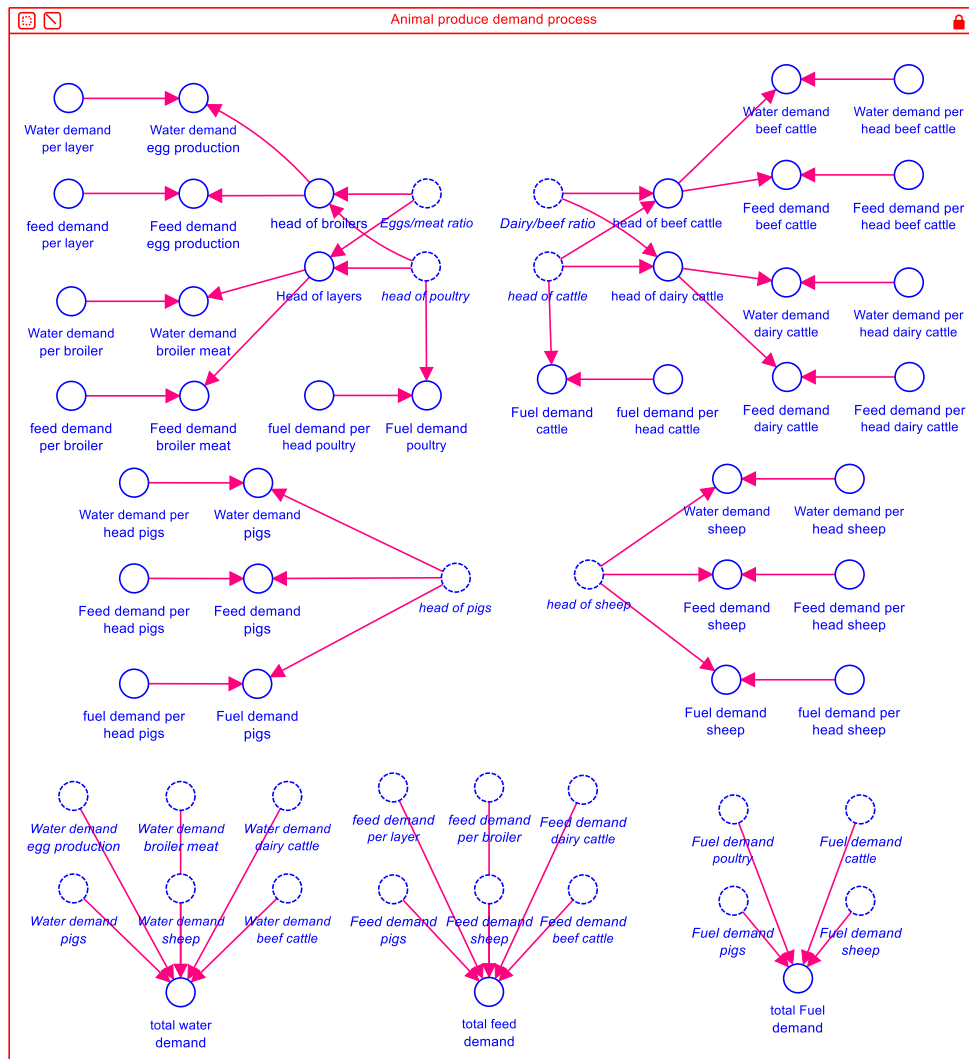 Animal produce demand process
Water demand
per layer
Water demand
egg production
Water demand
beef cattle
Water demand per
head beef cattle
feed demand
per layer
Feed demand
egg production
head of broilers
Eggs/meat ratio
Dairy/beef ratio
head of beef cattle
Feed demand
beef cattle
Feed demand per
head beef cattle
Water demand
per broiler
Water demand
broiler meat
Head of layers
head of poultry
head of cattle
head of dairy cattle
Water demand
dairy cattle
Water demand per
head dairy cattle
feed demand
per broiler
Feed demand
broiler meat
fuel demand per
head poultry
Fuel demand
poultry
Fuel demand
cattle
fuel demand per
head cattle
Feed demand
dairy cattle
Feed demand per
head dairy cattle
Water demand per
head pigs
Water demand
pigs
Water demand
sheep
Water demand per
head sheep
Feed demand per
head pigs
Feed demand
pigs
head of pigs
head of sheep
Feed demand
sheep
Feed demand per
head sheep
fuel demand per
head pigs
Fuel demand
pigs
Fuel demand
sheep
fuel demand per
head sheep
Water demand
egg production
Water demand
broiler meat
Water demand
dairy cattle
feed demand
per layer
feed demand
per broiler
Feed demand
dairy cattle
Fuel demand
poultry
Fuel demand
cattle
Water demand
pigs
Water demand
sheep
Water demand
beef cattle
Feed demand
pigs
Feed demand
sheep
Feed demand
beef cattle
Fuel demand
pigs
Fuel demand
sheep
total water
demand
total feed
demand
total Fuel
demand